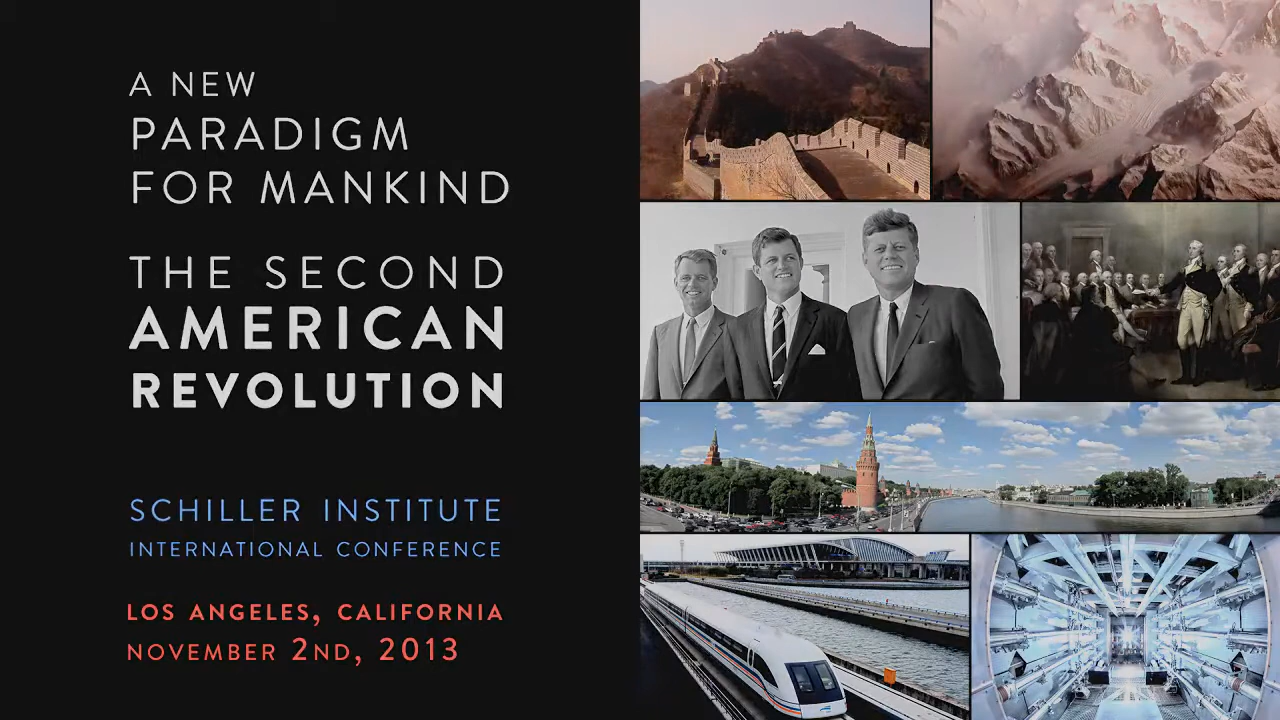 A NEW
PARADIGM
FOR MANKIND
THE SECOND
AMERICAN
REVOLUTION
SCHILLER INSTITUTE
INTERNATIONAL CONFERENCE
LOS ANGELES, CALIFORNIA
NOVEMBER 2ND, 2013